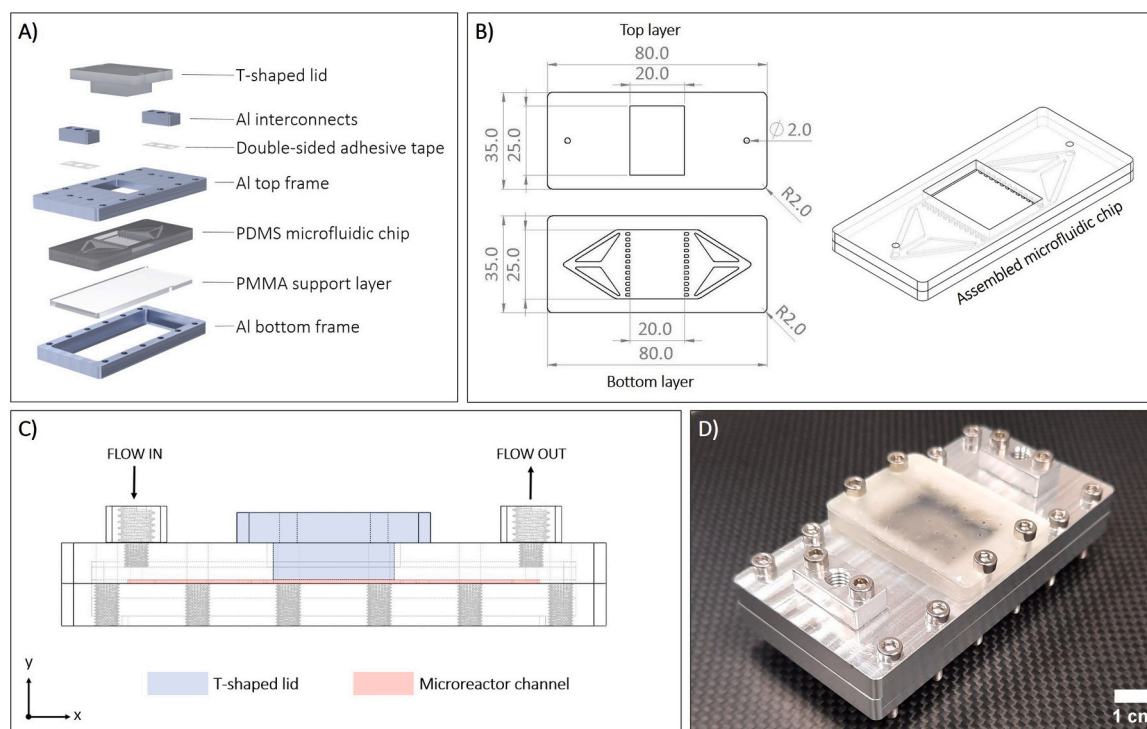 A)
T-shaped lid
Al interconnects
Double-sided adhesive tape
Al top frame
PDMS microfluidic chip
PMMA support layer
Al bottom frame
B)
Top layer
80.0
20.0
35.0
25.0
∅ 2.0
R2.0
35.0
25.0
R2.0
20.0
80.0
Bottom layer
Assembled microfluidic chip
C)
FLOW IN
FLOW OUT
y
x
T-shaped lid
Microreactor channel
D)
1 cm